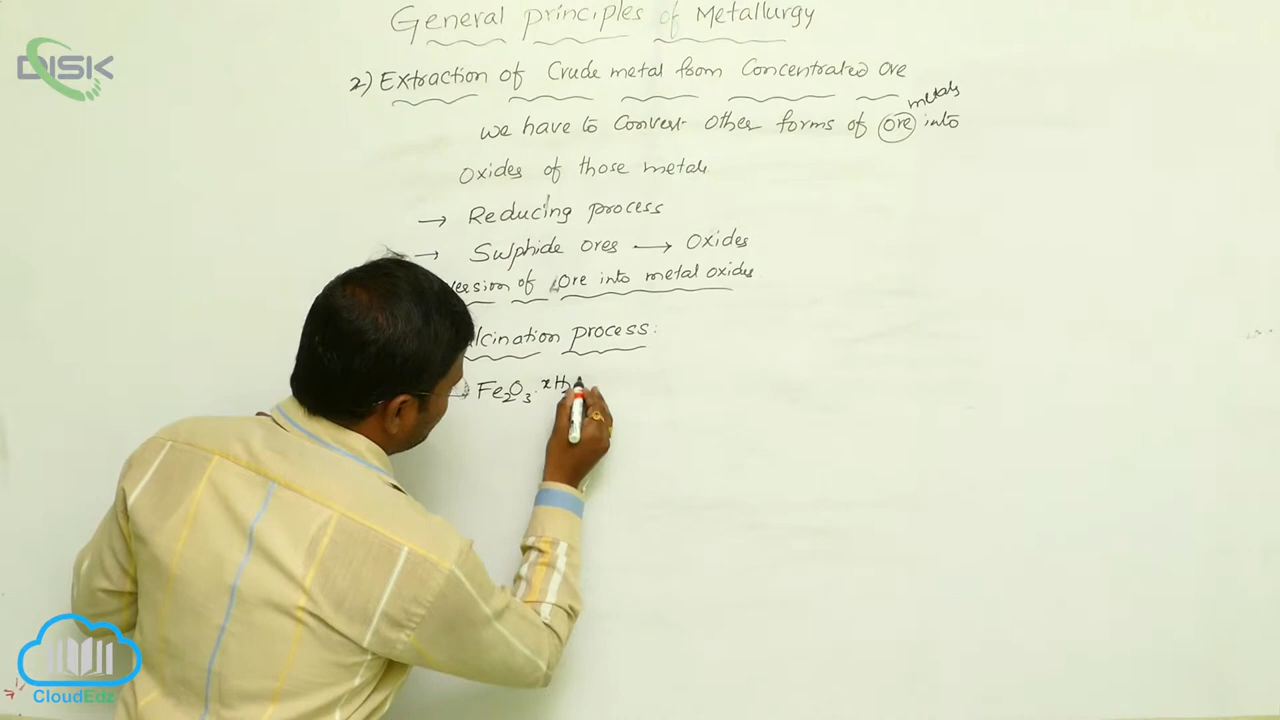 General principles of Metallurgy
DISK
2) Extraction of Crude metal from Concentrated Ore
metals
we have to Convert Other forms of ore into
Oxides of those metals
→ Reducing process
→ Sulphide ores → Oxides
version of Ore into metal oxides
lcination process:
Fe2O3.xH2
CloudEdz